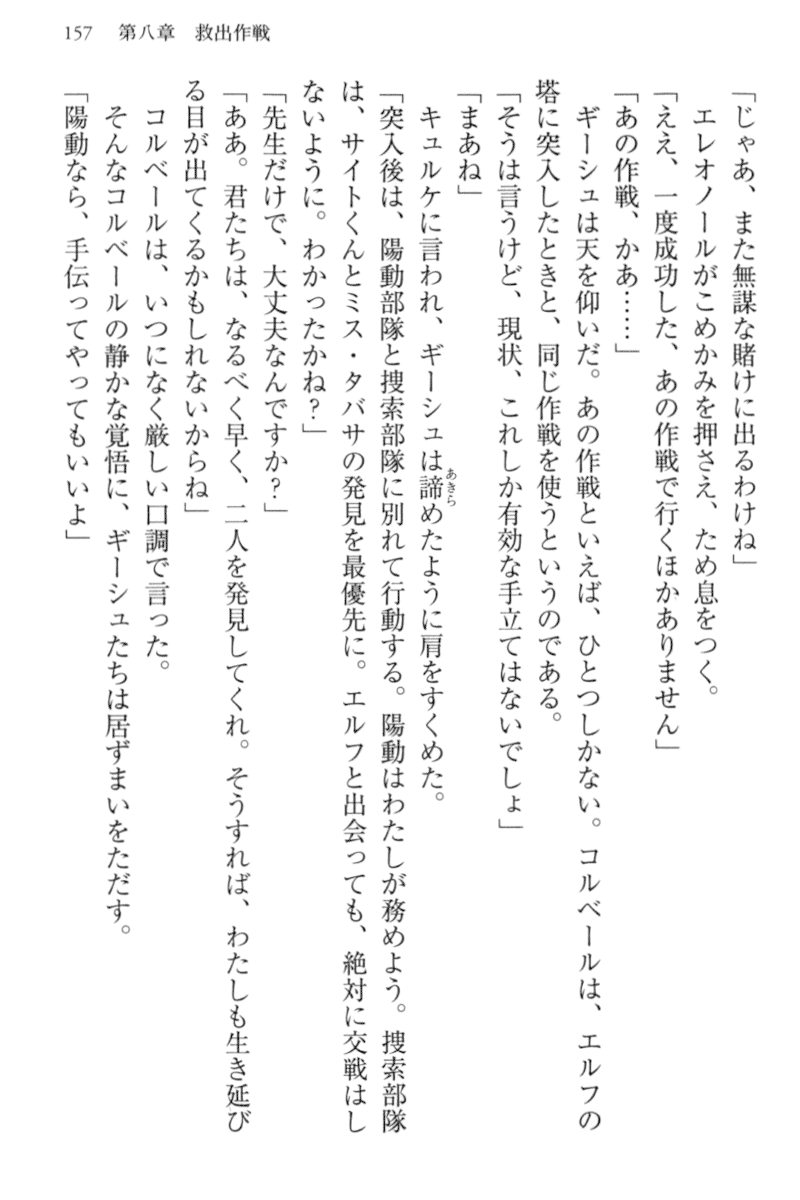 157　第八章　救出作戦
「じゃあ、また無謀な賭けに出るわけね」
　エレオノールがこめかみを押さえ、ため息をつく。
「ええ、一度成功した、あの作戦で行くほかありません」
「あの作戦、かあ……」
　ギーシュは天を仰いだ。あの作戦といえば、ひとつしかない。コルベールは、エルフの
塔に突入したときと、同じ作戦を使うというのである。
「そうは言うけど、現状、これしか有効な手立てはないでしょ」
「まあね」
　キュルケに言われ、ギーシュは諦あきらめたように肩をすくめた。
「突入後は、陽動部隊と捜索部隊に別れて行動する。陽動はわたしが務めよう。捜索部隊
は、サイトくんとミス・タバサの発見を最優先に。エルフと出会っても、絶対に交戦はし
ないように。わかったかね？」
「先生だけで、大丈夫なんですか？」
「ああ。君たちは、なるべく早く、二人を発見してくれ。そうすれば、わたしも生き延び
る目が出てくるかもしれないからね」
　コルベールは、いつになく厳しい口調で言った。
　そんなコルベールの静かな覚悟に、ギーシュたちは居ずまいをただす。
「陽動なら、手伝ってやってもいいよ」